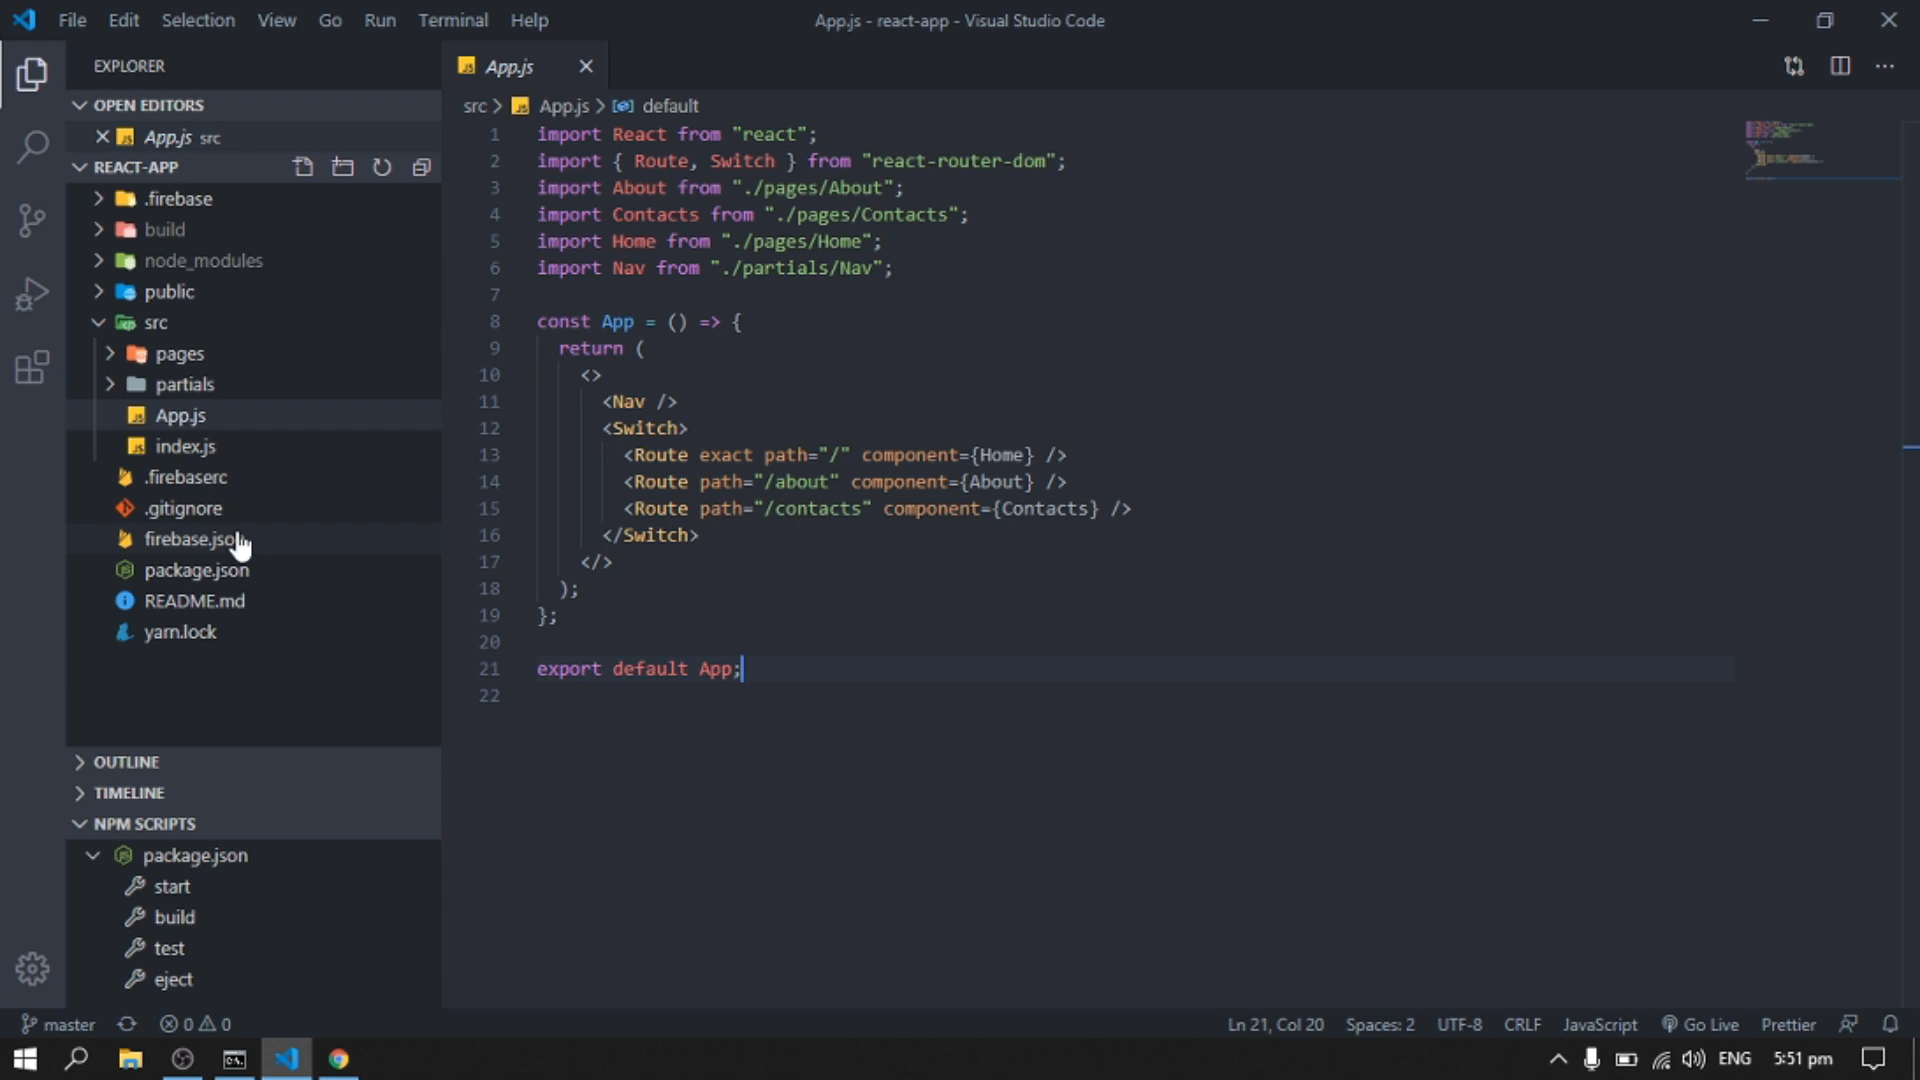 File Edit Selection View Go Run Terminal Help
App.js - react-app - Visual Studio Code
EXPLORER
OPEN EDITORS
App.js src
REACT-APP
.firebase
build
node_modules
public
src
pages
partials
App.js
index.js
.firebaserc
.gitignore
firebase.json
package.json
README.md
yarn.lock
OUTLINE
TIMELINE
NPM SCRIPTS
package.json
start
build
test
eject
App.js
src > App.js > default
1 import React from "react";
2 import { Route, Switch } from "react-router-dom";
3 import About from "./pages/About";
4 import Contacts from "./pages/Contacts";
5 import Home from "./pages/Home";
6 import Nav from "./partials/Nav";
7
8 const App = () => {
9 return (
10 <>
11 <Nav />
12 <Switch>
13 <Route exact path="/" component={Home} />
14 <Route path="/about" component={About} />
15 <Route path="/contacts" component={Contacts} />
16 </Switch>
17 </>
18 );
19 };
20
21 export default App;
22
master 0 0
Ln 21, Col 20 Spaces: 2 UTF-8 CRLF JavaScript Go Live Prettier
ENG 5:51 pm